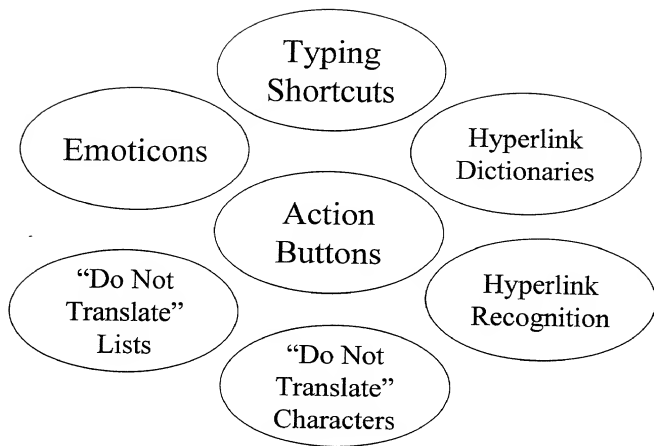 Typing
Shortcuts
Emoticons
Hyperlink
Dictionaries
Action
Buttons
“Do Not
Translate”
Lists
Hyperlink
Recognition
“Do Not
Translate”
Characters